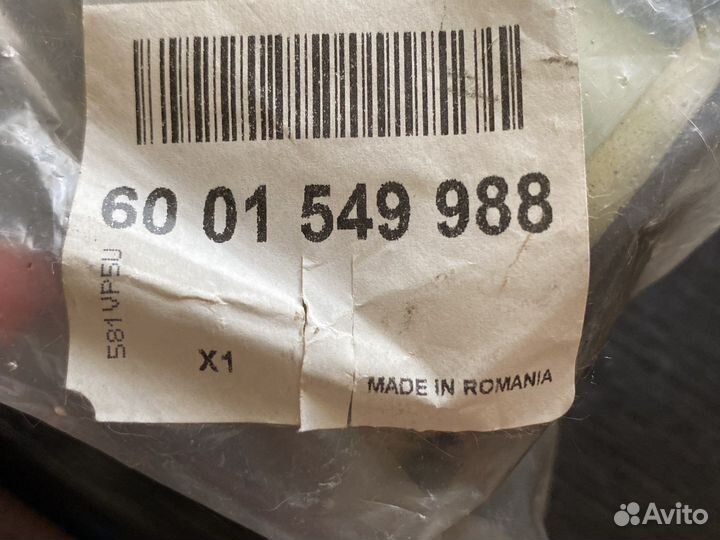 60 01 549 988
581VP5U
X1
MADE IN ROMANIA
Avito